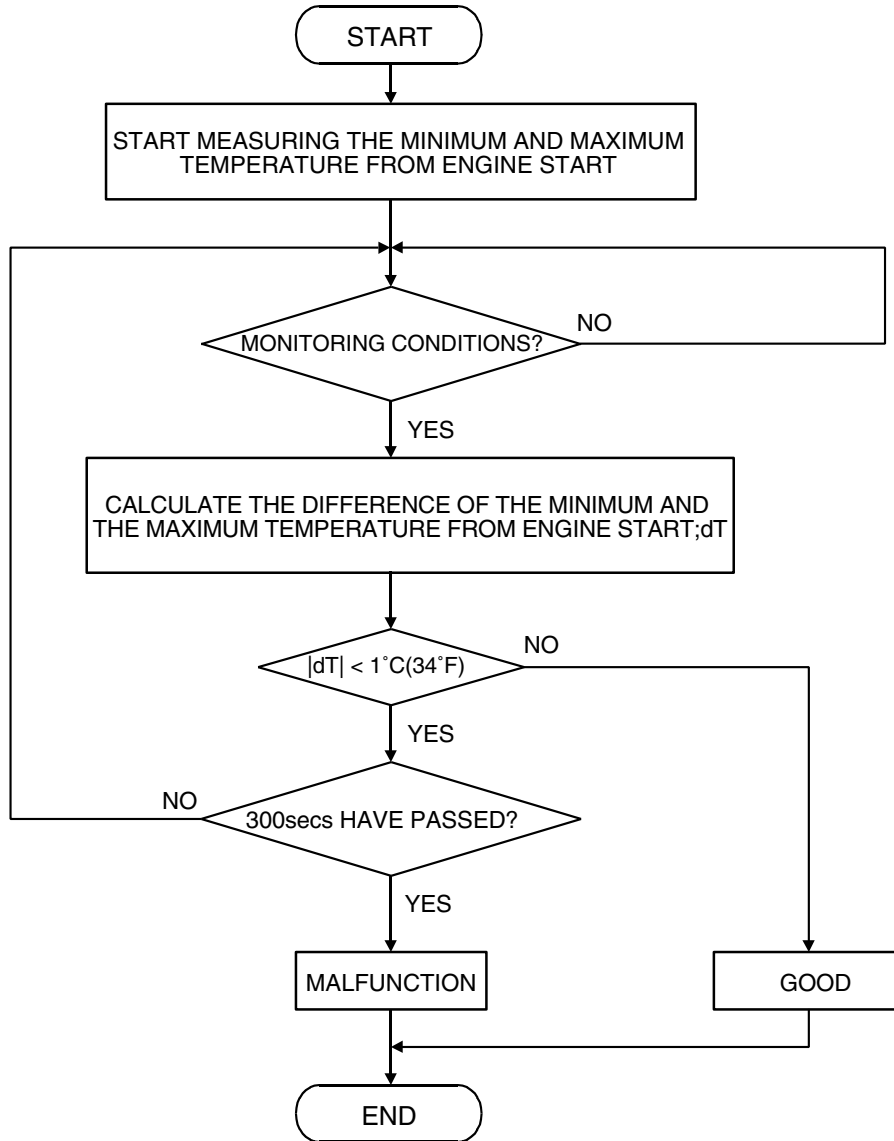 START
START MEASURING THE MINIMUM AND MAXIMUM
TEMPERATURE FROM ENGINE START
MONITORING CONDITIONS?
NO
YES
CALCULATE THE DIFFERENCE OF THE MINIMUM AND
THE MAXIMUM TEMPERATURE FROM ENGINE START;dT
|dT| < 1˚C(34˚F)
NO
YES
300secs HAVE PASSED?
NO
YES
MALFUNCTION
GOOD
END